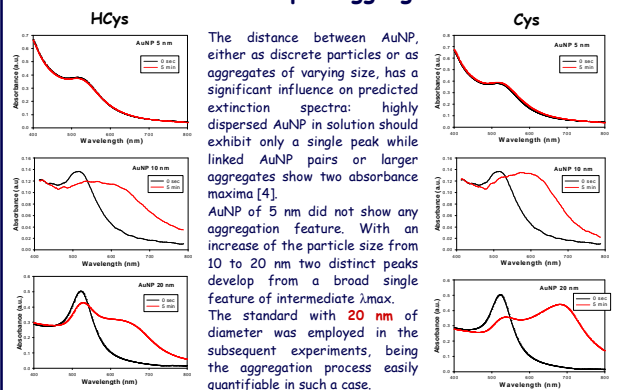 HCys
Cys
AuNP 5 nm
0 sec
5 min
Absorbance (a.u.)
Wavelength (nm)
AuNP 10 nm
0 sec
5 min
Absorbance (a.u.)
Wavelength (nm)
AuNP 20 nm
0 sec
5 min
Absorbance (a.u.)
Wavelength (nm)
The distance between AuNP,
either as discrete particles or as
aggregates of varying size, has a
significant influence on predicted
extinction spectra: highly
dispersed AuNP in solution should
exhibit only a single peak while
linked AuNP pairs or larger
aggregates show two absorbance
maxima [4].
AuNP of 5 nm did not show any
aggregation feature. With an
increase of the particle size from
10 to 20 nm two distinct peaks
develop from a broad single
feature of intermediate λmax.
The standard with 20 nm of
diameter was employed in the
subsequent experiments, being
the aggregation process easily
quantifiable in such a case.
AuNP 5 nm
0 sec
5 min
Absorbance (a.u.)
Wavelength (nm)
AuNP 10 nm
0 sec
5 min
Absorbance (a.u.)
Wavelength (nm)
AuNP 20 nm
0 sec
5 min
Absorbance (a.u.)
Wavelength (nm)